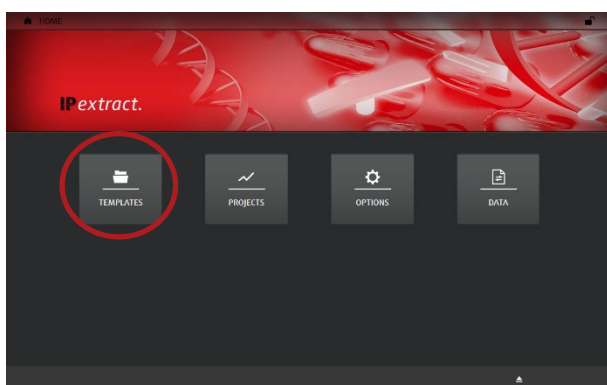 HOME
IPextract.
TEMPLATES
PROJECTS
OPTIONS
DATA